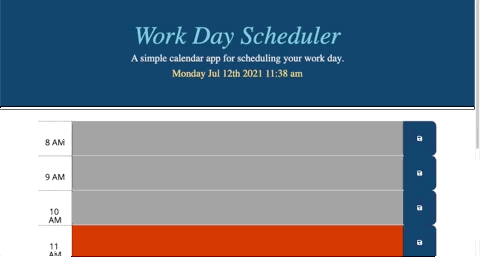 Work Day Scheduler
A simple calendar app for scheduling your work day.
Monday Jul 12th 2021 11:38 am
8 AM
9 AM
10
AM
11
AM